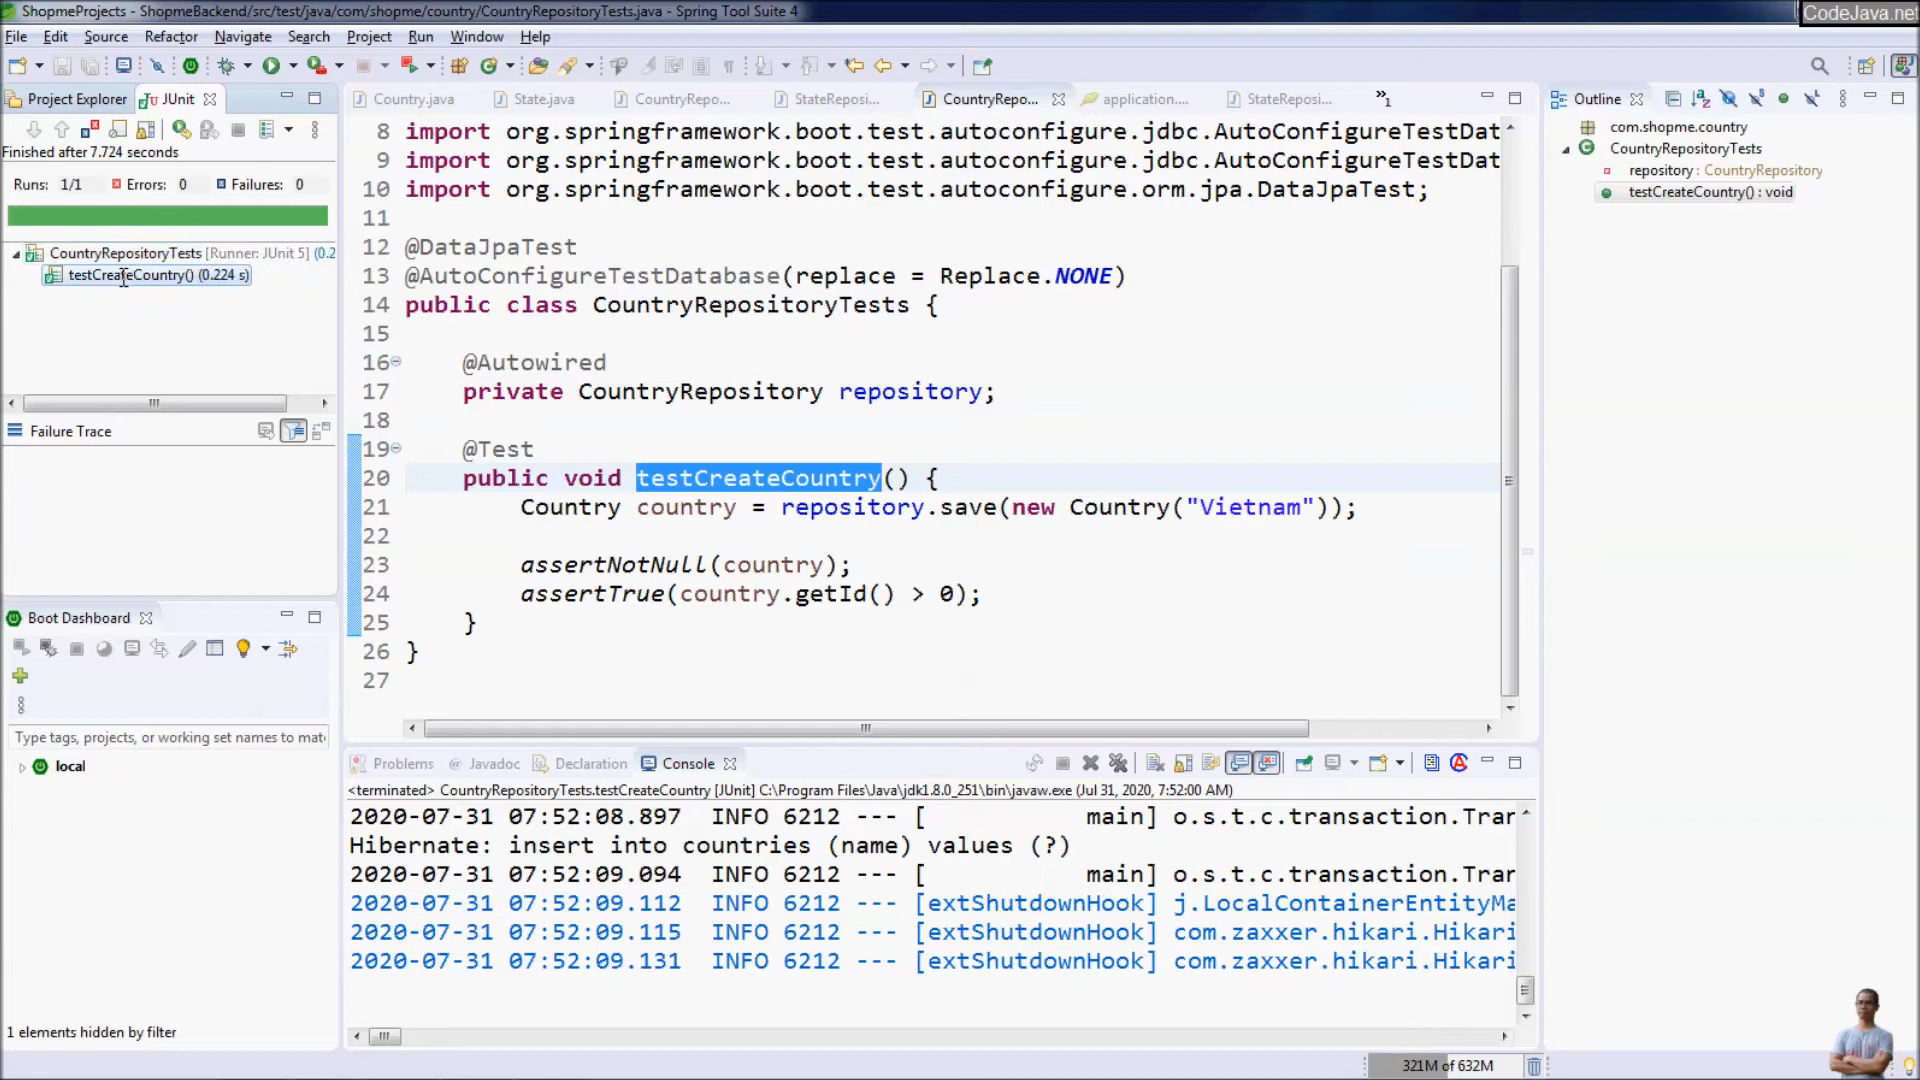 ShopmeProjects - ShopmeBackend/src/test/java/com/shopme/country/CountryRepositoryTests.java - Spring Tool Suite 4
CodeJava.net
File Edit Source Refactor Navigate Search Project Run Window Help
Project Explorer JUnit
Finished after 7.724 seconds
Runs: 1/1 Errors: 0 Failures: 0
CountryRepositoryTests [Runner: JUnit 5] (0.2
testCreateCountry() (0.224 s)
Failure Trace
Boot Dashboard
Type tags, projects, or working set names to mat
local
1 elements hidden by filter
Country.java State.java CountryRepo... StateReposi... CountryRepo... application.... StateReposi... »1
8 import org.springframework.boot.test.autoconfigure.jdbc.AutoConfigureTestDat
9 import org.springframework.boot.test.autoconfigure.jdbc.AutoConfigureTestDat
10 import org.springframework.boot.test.autoconfigure.orm.jpa.DataJpaTest;
11
12 @DataJpaTest
13 @AutoConfigureTestDatabase(replace = Replace.NONE)
14 public class CountryRepositoryTests {
15
16 @Autowired
17 private CountryRepository repository;
18
19 @Test
20 public void testCreateCountry() {
21 Country country = repository.save(new Country("Vietnam"));
22
23 assertNotNull(country);
24 assertTrue(country.getId() > 0);
25 }
26 }
27
Problems Javadoc Declaration Console
<terminated> CountryRepositoryTests.testCreateCountry [JUnit] C:\Program Files\Java\jdk1.8.0_251\bin\javaw.exe (Jul 31, 2020, 7:52:00 AM)
2020-07-31 07:52:08.897 INFO 6212 --- [ main] o.s.t.c.transaction.Tran
Hibernate: insert into countries (name) values (?)
2020-07-31 07:52:09.094 INFO 6212 --- [ main] o.s.t.c.transaction.Tran
2020-07-31 07:52:09.112 INFO 6212 --- [extShutdownHook] j.LocalContainerEntityMa
2020-07-31 07:52:09.115 INFO 6212 --- [extShutdownHook] com.zaxxer.hikari.Hikari
2020-07-31 07:52:09.131 INFO 6212 --- [extShutdownHook] com.zaxxer.hikari.Hikari
321M of 632M
Outline
com.shopme.country
CountryRepositoryTests
repository : CountryRepository
testCreateCountry() : void